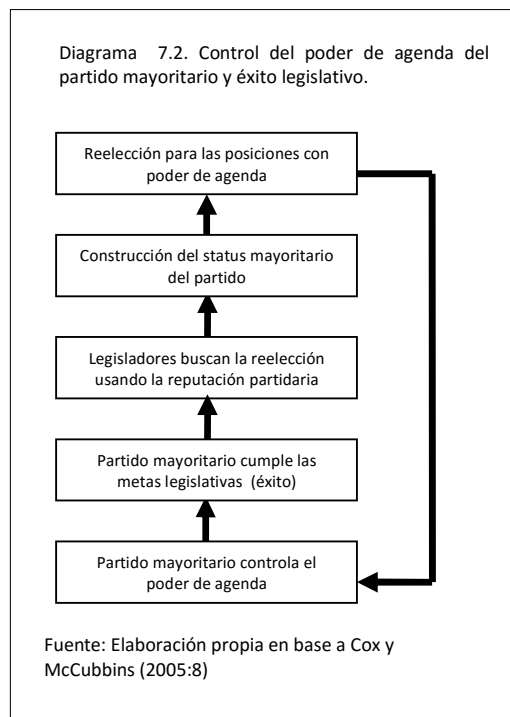 Diagrama 7.2. Control del poder de agenda del
partido mayoritario y éxito legislativo.
Reelección para las posiciones con
poder de agenda
Construcción del status mayoritario
del partido
Legisladores buscan la reelección
usando la reputación partidaria
Partido mayoritario cumple las
metas legislativas (éxito)
Partido mayoritario controla el
poder de agenda
Fuente: Elaboración propia en base a Cox y
McCubbins (2005:8)